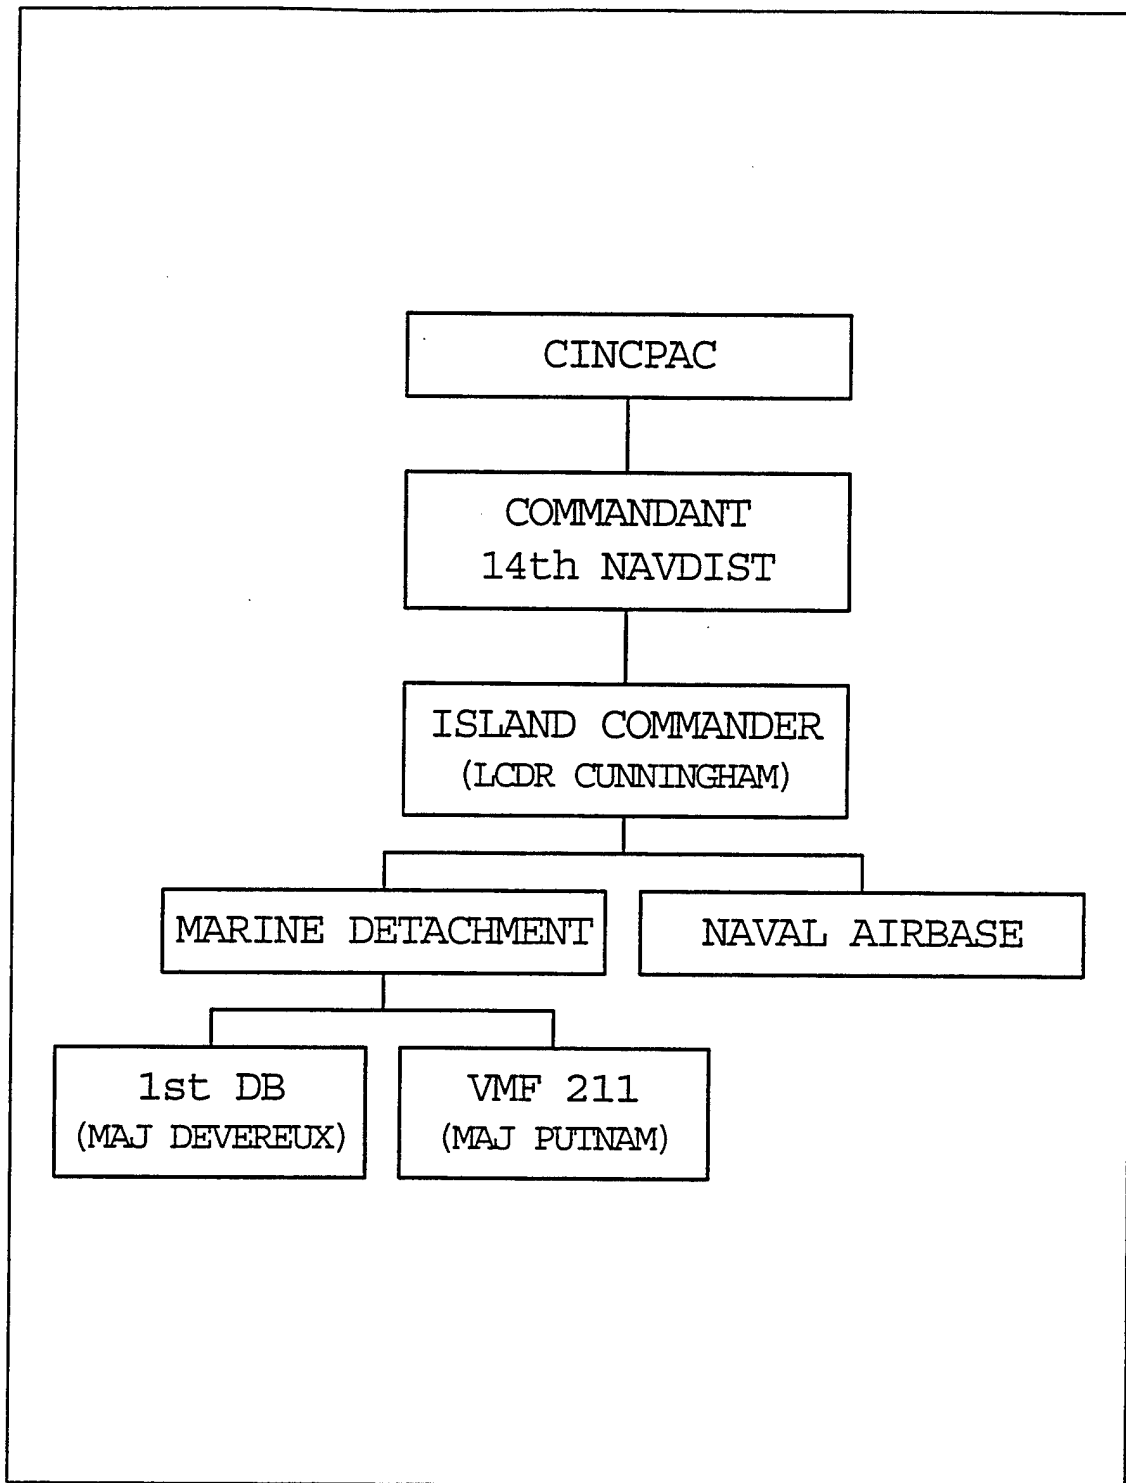 CINCPAC
COMMANDANT
14th NAVDIST
ISLAND COMMANDER
(LCDR CUNNINGHAM)
MARINE DETACHMENT
NAVAL AIRBASE
1st DB
(MAJ DEVEREUX)
VMF 211
(MAJ PUTNAM)